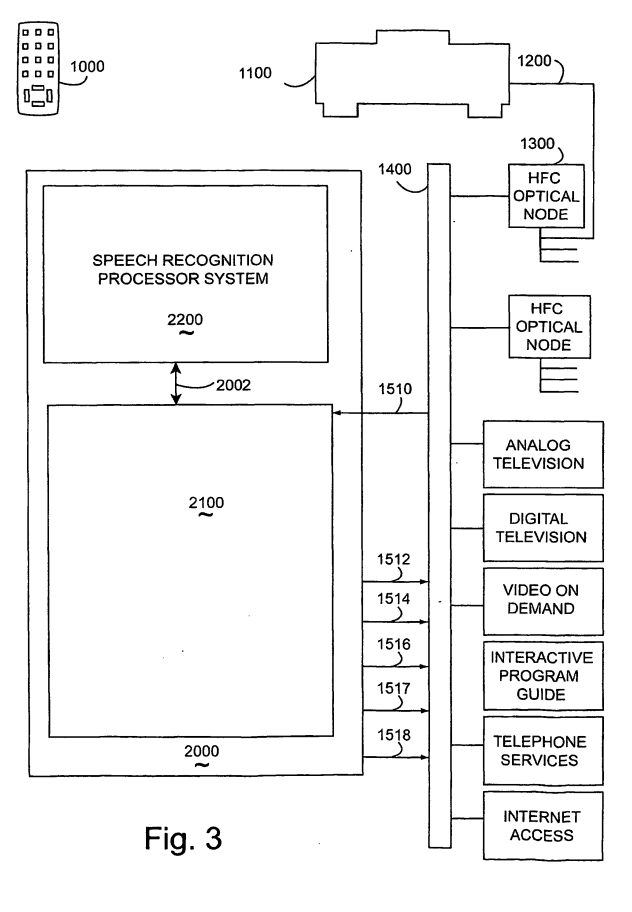 1000
1100
1200
1300
1400
HFC
OPTICAL
NODE
SPEECH RECOGNITION
PROCESSOR SYSTEM
2200
HFC
OPTICAL
NODE
2002
1510
ANALOG
TELEVISION
2100
DIGITAL
TELEVISION
1512
VIDEO ON
DEMAND
1514
1516
INTERACTIVE
PROGRAM
GUIDE
1517
1518
TELEPHONE
SERVICES
2000
INTERNET
ACCESS
Fig. 3